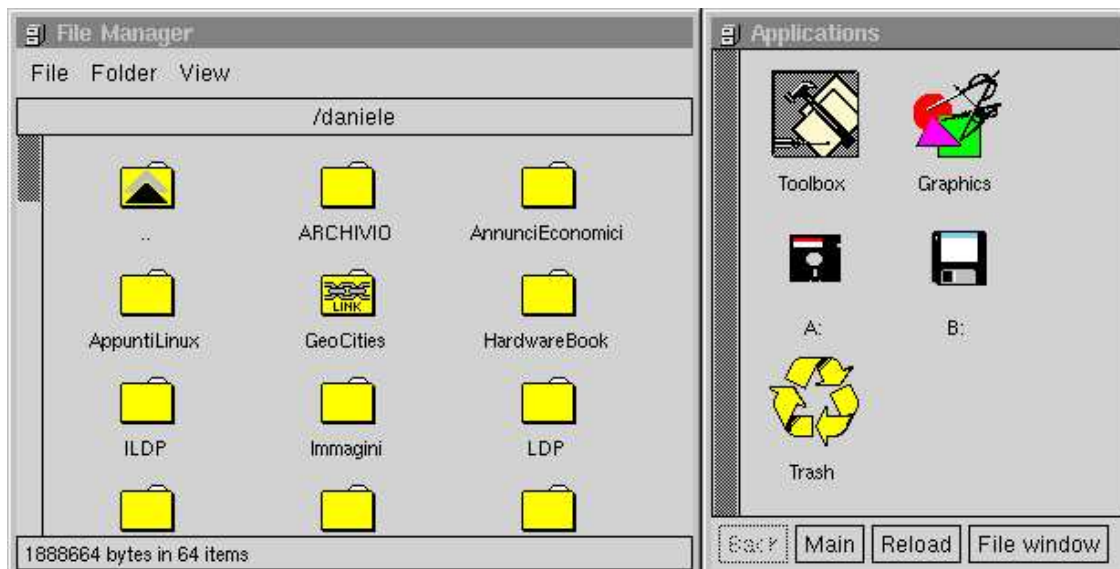 File Manager
File Folder View
/daniele
..
ARCHIVIO
AnnunciEconomici
AppuntiLinux
LINK
GeoCities
HardwareBook
ILDP
Immagini
LDP
1888664 bytes in 64 items
Applications
Toolbox
Graphics
A:
B:
Trash
Back Main Reload File window